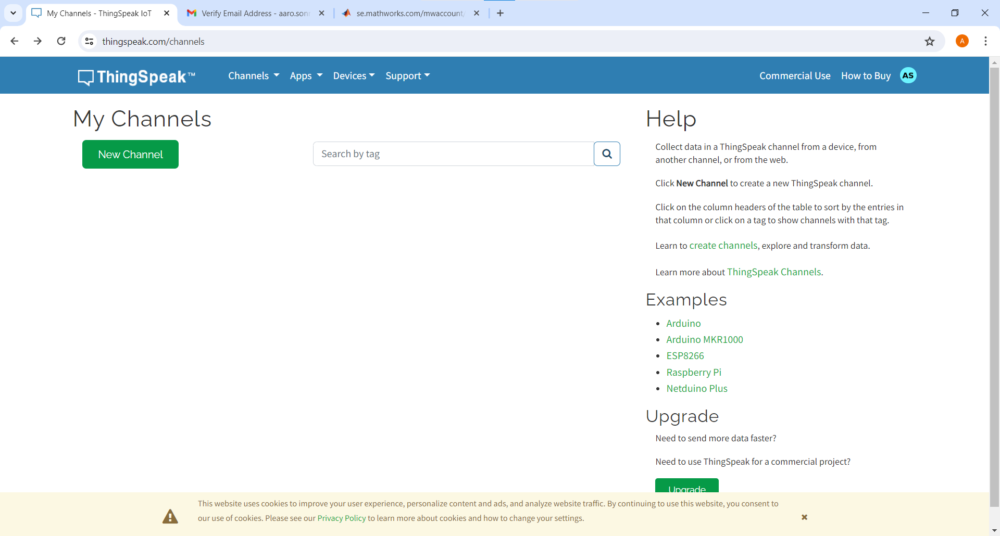 My Channels - ThingSpeak IoT
Verify Email Address - aaro.sonn
se.mathworks.com/mwaccount/
thingspeak.com/channels
A
ThingSpeak™
Channels
Apps
Devices
Support
Commercial Use
How to Buy
AS
My Channels
New Channel
Search by tag
Help
Collect data in a ThingSpeak channel from a device, from
another channel, or from the web.
Click New Channel to create a new ThingSpeak channel.
Click on the column headers of the table to sort by the entries in
that column or click on a tag to show channels with that tag.
Learn to create channels, explore and transform data.
Learn more about ThingSpeak Channels.
Examples
Arduino
Arduino MKR1000
ESP8266
Raspberry Pi
Netduino Plus
Upgrade
Need to send more data faster?
Need to use ThingSpeak for a commercial project?
Upgrade
This website uses cookies to improve your user experience, personalize content and ads, and analyze website traffic. By continuing to use this website, you consent to
our use of cookies. Please see our Privacy Policy to learn more about cookies and how to change your settings.